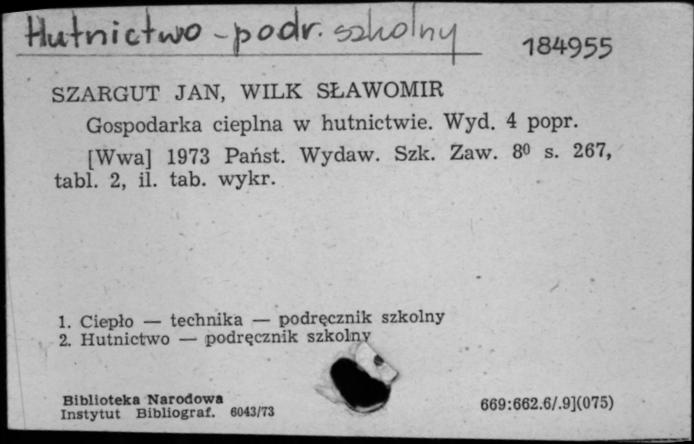 Hutnictwo - podr. szkolny
184955
SZARGUT JAN, WILK SŁAWOMIR
Gospodarka cieplna w hutnictwie. Wyd. 4 popr.
[Wwa] 1973 Państ. Wydaw. Szk. Zaw. 8⁰ s. 267,
tabl. 2, il. tab. wykr.
1. Ciepło — technika — podręcznik szkolny
2. Hutnictwo — podręcznik szkolny
Biblioteka Narodowa
Instytut Bibliograf. 6043/73
669:662.6/.9](075)